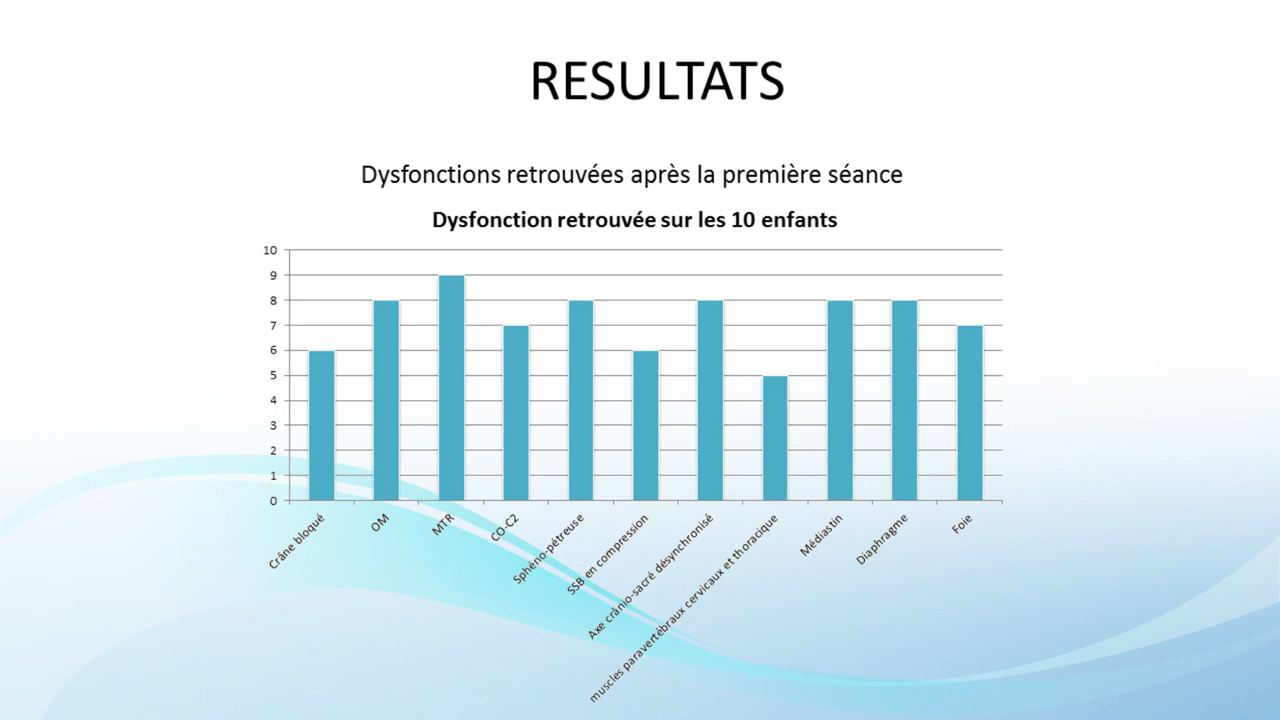 RESULTATS
Dysfonctions retrouvées après la première séance
Dysfonction retrouvée sur les 10 enfants
10
9
8
7
6
5
4
3
2
1
0
Crâne bloqué
OM
MTR
CO-C2
Sphéno-pétreuse
SSB en compression
Axe crânio-sacré désynchronisé
muscles paravertébraux cervicaux et thoracique
Médiastin
Diaphragme
Foie